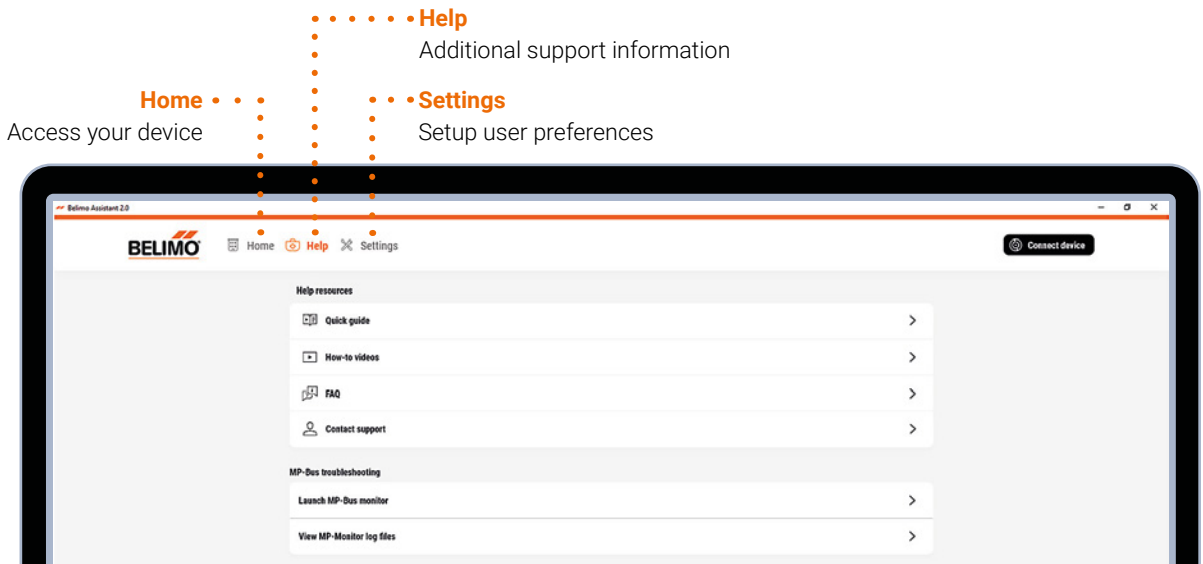 Help
Additional support information
Home
Access your device
Settings
Setup user preferences
Belimo Assistant 2.0
BELIMO
Home
Help
Settings
Connect device
Help resources
Quick guide
How-to videos
FAQ
Contact support
MP-Bus troubleshooting
Launch MP-Bus monitor
View MP-Monitor log files